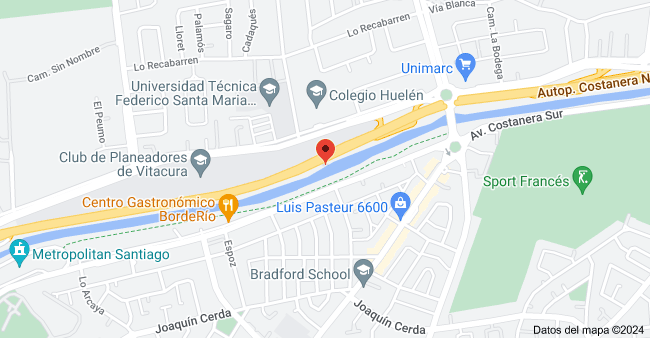 Vía Blanca
Lo Recabarren
Cadaqués
Sagaro
Palamós
Lloret
Cam. La Bodega
Cam. Sin Nombre
Lo Recabarren
Unimarc
Universidad Técnica
Federico Santa Maria...
Colegio Huelén
Autop. Costanera N
El Peumo
Av. Costanera Sur
Club de Planeadores
de Vitacura
Sport Francés
Centro Gastronómico
BordeRío
Luis Pasteur 6600
Metropolitan Santiago
Espoz
Bradford School
Lo Arcaya
Joaquín Cerda
Joaquín Cerda
Datos del mapa ©2024